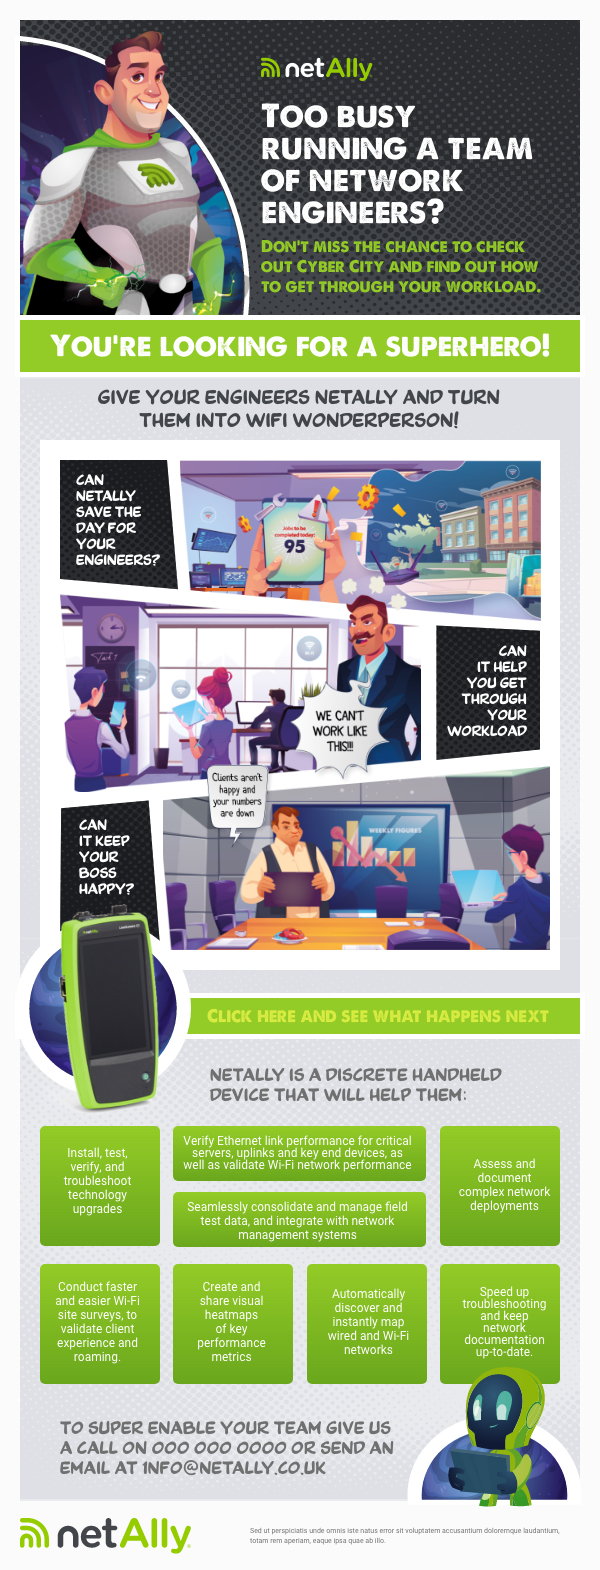 netAlly
TOO BUSY
RUNNING A TEAM
OF NETWORK
ENGINEERS?
DON'T MISS THE CHANCE TO CHECK
OUT CYBER CITY AND FIND OUT HOW
TO GET THROUGH YOUR WORKLOAD.
YOU'RE LOOKING FOR A SUPERHERO!
GIVE YOUR ENGINEERS NETALLY AND TURN
THEM INTO WIFI WONDERPERSON!
CAN
NETALLY
SAVE THE
DAY FOR
YOUR
ENGINEERS?
Jobs to be
completed today:
95
Task 1
Wi-Fi
CAN
IT HELP
YOU GET
THROUGH
YOUR
WORKLOAD
WE CAN'T
WORK LIKE
THIS!!!
Clients aren't
happy and
your numbers
are down
WEEKLY FIGURES
CAN
IT KEEP
YOUR
BOSS
HAPPY?
CLICK HERE AND SEE WHAT HAPPENS NEXT
NETALLY IS A DISCRETE HANDHELD
DEVICE THAT WILL HELP THEM:
Install, test,
verify, and
troubleshoot
technology
upgrades
Verify Ethernet link performance for critical
servers, uplinks and key end devices, as
well as validate Wi-Fi network performance
Seamlessly consolidate and manage field
test data, and integrate with network
management systems
Assess and
document
complex network
deployments
Conduct faster
and easier Wi-Fi
site surveys, to
validate client
experience and
roaming.
Create and
share visual
heatmaps
of key
performance
metrics
Automatically
discover and
instantly map
wired and Wi-Fi
networks
Speed up
troubleshooting
and keep
network
documentation
up-to-date.
TO SUPER ENABLE YOUR TEAM GIVE US
A CALL ON 000 000 0000 OR SEND AN
EMAIL AT 1NFO@NETALLY.CO.UK
netAlly
Sed ut perspiciatis unde omnis iste natus error sit voluptatem accusantium doloremque laudantium,
totam rem aperiam, eaque ipsa quae ab illo.